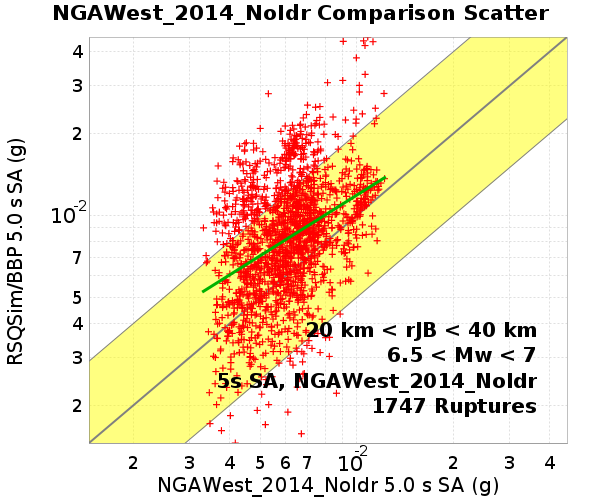 NGAWest_2014_NoIdr Comparison Scatter
4
3
2
10-2
7
5
4
3
2
RSQSim/BBP 5.0 s SA (g)
20 km < rJB < 40 km
6.5 < Mw < 7
5s SA, NGAWest_2014_NoIdr
1747 Ruptures
2 3 4 5 6 7 10-2 2 3 4
NGAWest_2014_NoIdr 5.0 s SA (g)